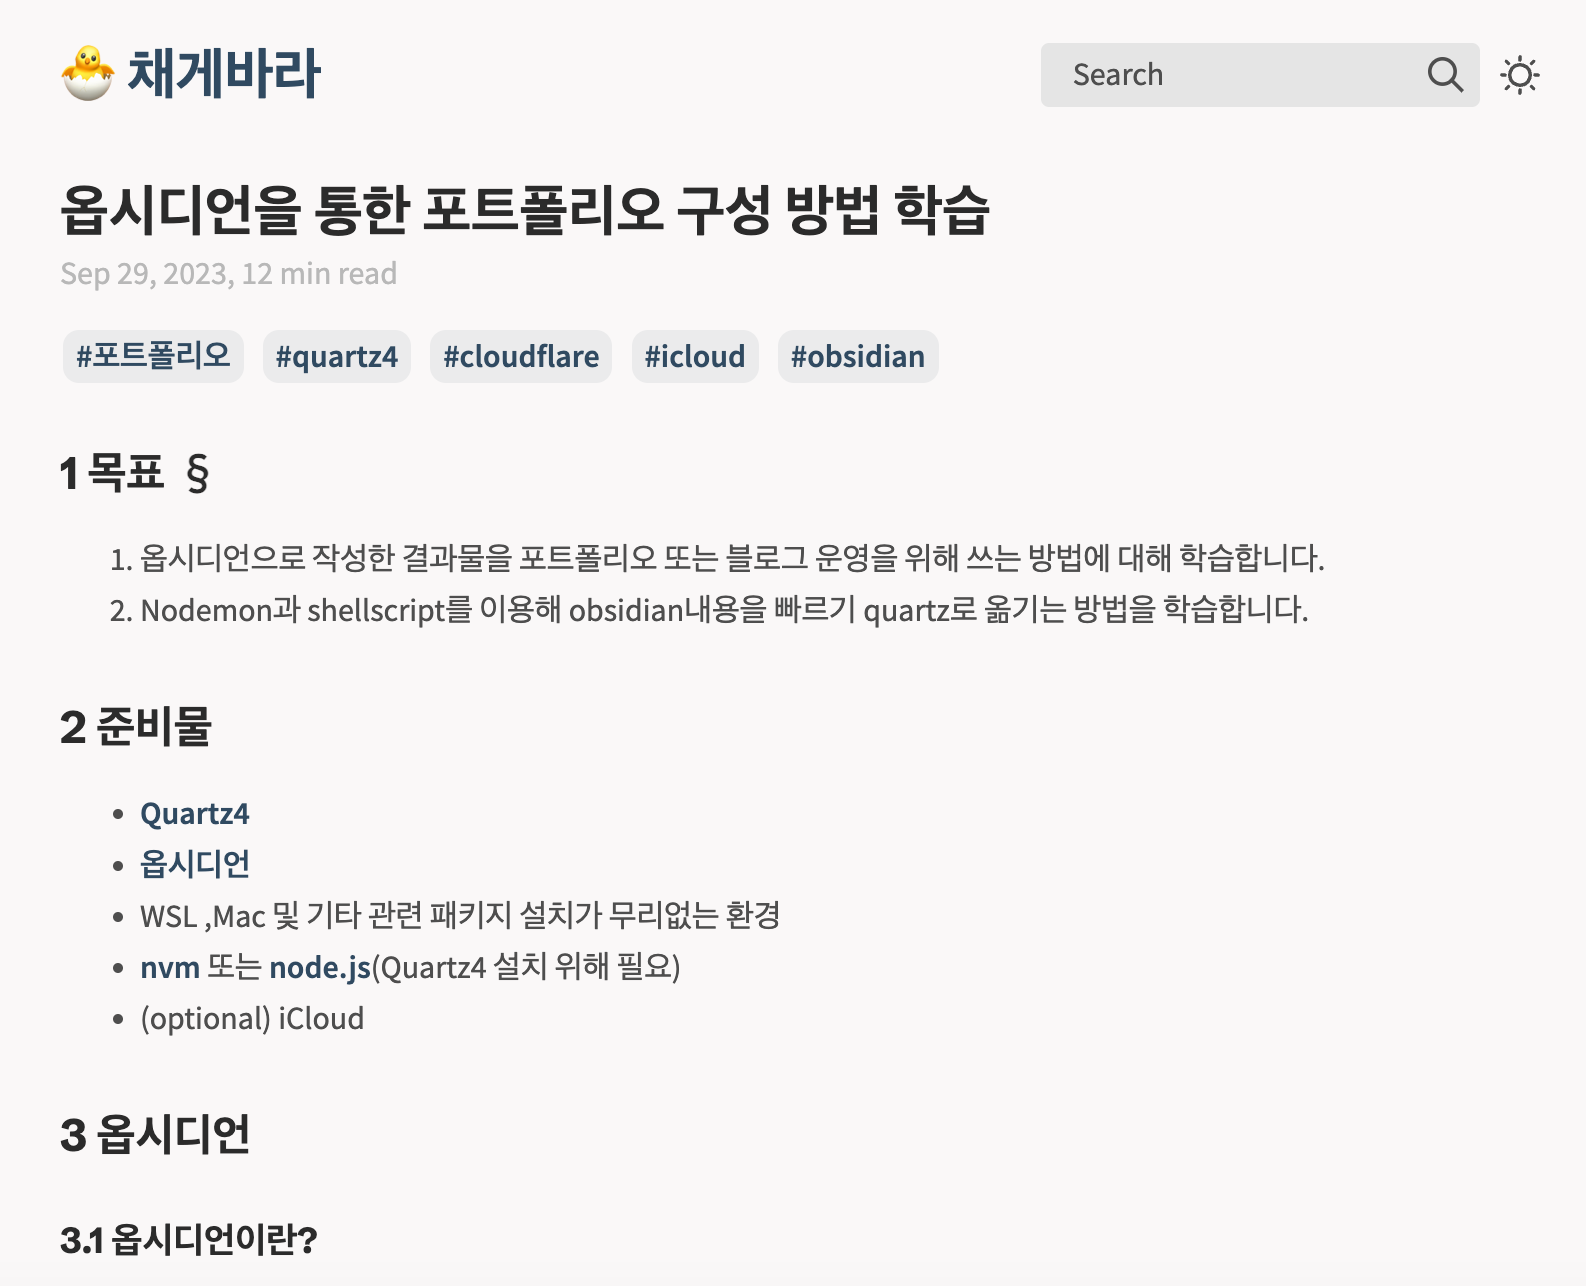 채게바라
Search
옵시디언을 통한 포트폴리오 구성 방법 학습
Sep 29, 2023, 12 min read
#포트폴리오 #quartz4 #cloudflare #icloud #obsidian
1 목표 §
1. 옵시디언으로 작성한 결과물을 포트폴리오 또는 블로그 운영을 위해 쓰는 방법에 대해 학습합니다.
2. Nodemon과 shellscript를 이용해 obsidian내용을 빠르기 quartz로 옮기는 방법을 학습합니다.
2 준비물
• Quartz4
• 옵시디언
• WSL ,Mac 및 기타 관련 패키지 설치가 무리없는 환경
• nvm 또는 node.js(Quartz4 설치 위해 필요)
• (optional) iCloud
3 옵시디언
3.1 옵시디언이란?